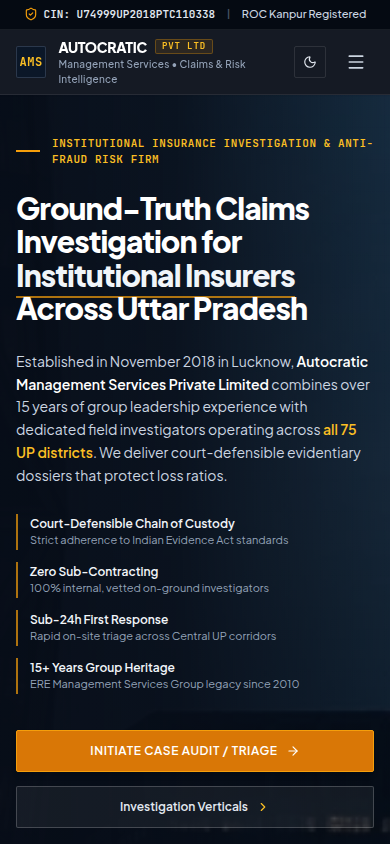 CIN: U74999UP2018PTC110338 | ROC Kanpur Registered
AMS
AUTOCRATIC PVT LTD
Management Services • Claims & Risk
Intelligence
INSTITUTIONAL INSURANCE INVESTIGATION & ANTI-
FRAUD RISK FIRM
Ground-Truth Claims
Investigation for
Institutional Insurers
Across Uttar Pradesh
Established in November 2018 in Lucknow, Autocratic
Management Services Private Limited combines over
15 years of group leadership experience with
dedicated field investigators operating across all 75
UP districts. We deliver court-defensible evidentiary
dossiers that protect loss ratios.
Court-Defensible Chain of Custody
Strict adherence to Indian Evidence Act standards
Zero Sub-Contracting
100% internal, vetted on-ground investigators
Sub-24h First Response
Rapid on-site triage across Central UP corridors
15+ Years Group Heritage
ERE Management Services Group legacy since 2010
INITIATE CASE AUDIT / TRIAGE →
Investigation Verticals